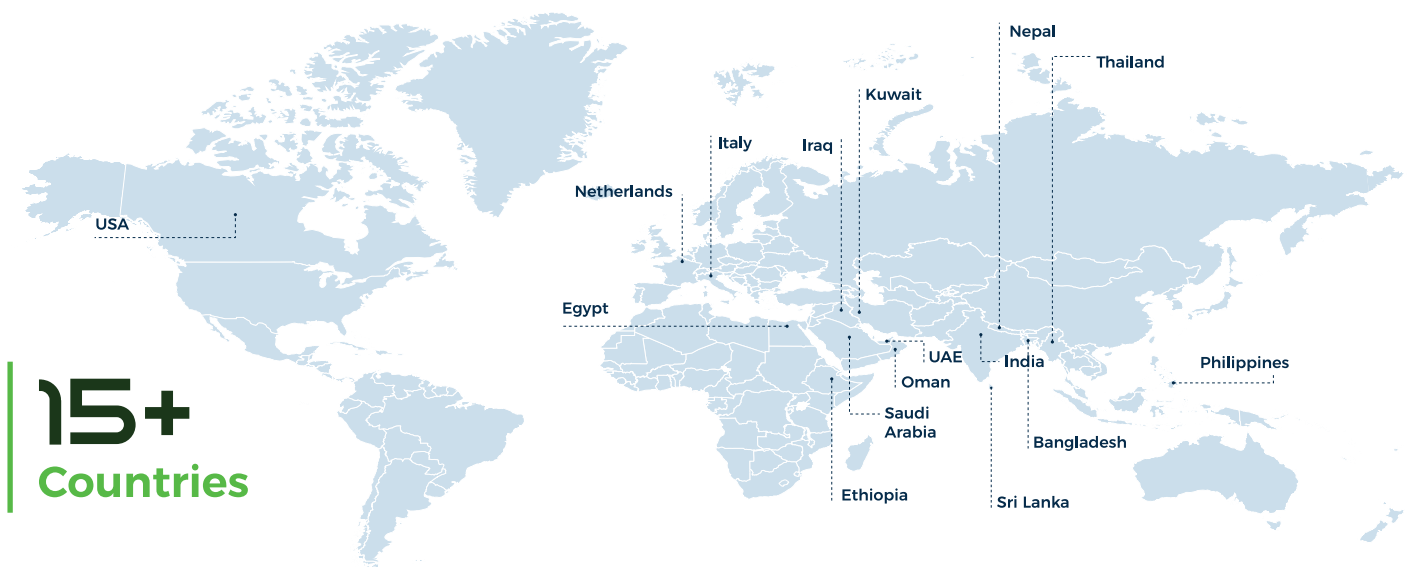 Nepal
Thailand
Kuwait
Italy
Iraq
Netherlands
USA
Egypt
UAE
India
Philippines
Oman
Saudi
Arabia
Bangladesh
Ethiopia
Sri Lanka
15+
Countries